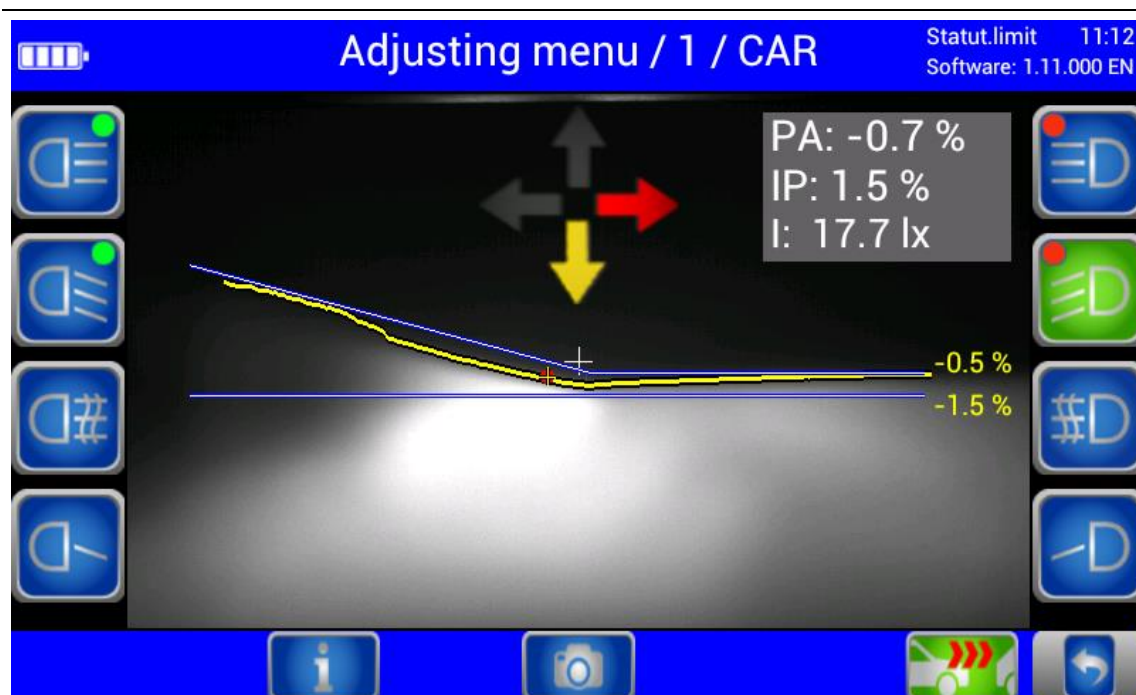 Adjusting menu / 1 / CAR
Statut.limit 11:12
Software: 1.11.000 EN
PA: -0.7 %
IP: 1.5 %
I: 17.7 lx
-0.5 %
-1.5 %
i